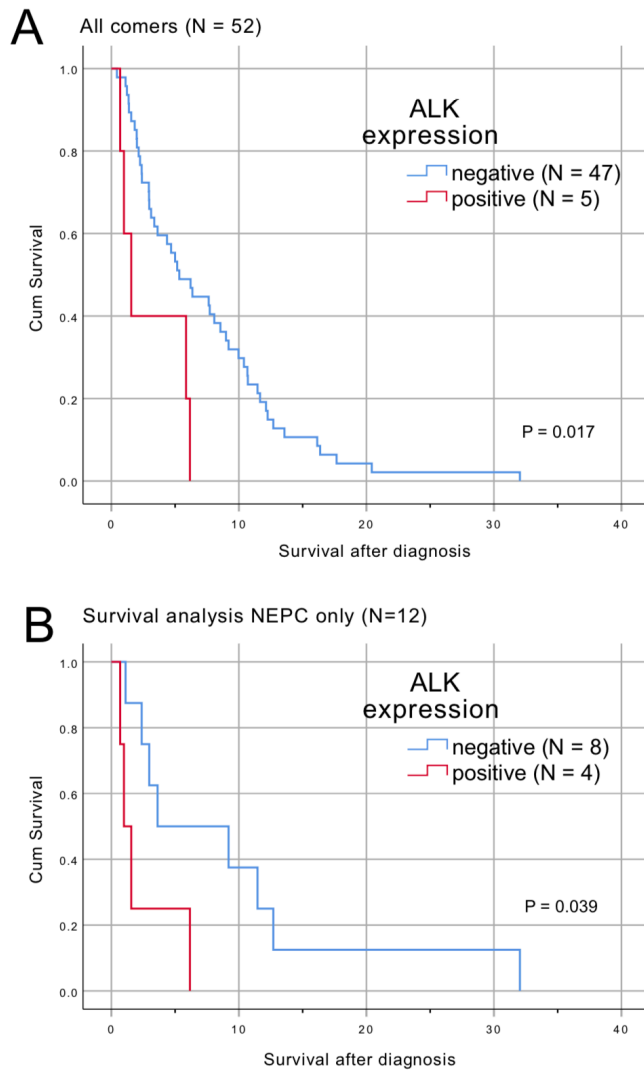 A
All comers (N = 52)
Cum Survival
1.0
0.8
0.6
0.4
0.2
0.0
ALK
expression
negative (N = 47)
positive (N = 5)
P = 0.017
0 10 20 30 40
Survival after diagnosis
B
Survival analysis NEPC only (N=12)
Cum Survival
1.0
0.8
0.6
0.4
0.2
0.0
ALK
expression
negative (N = 8)
positive (N = 4)
P = 0.039
0 10 20 30 40
Survival after diagnosis